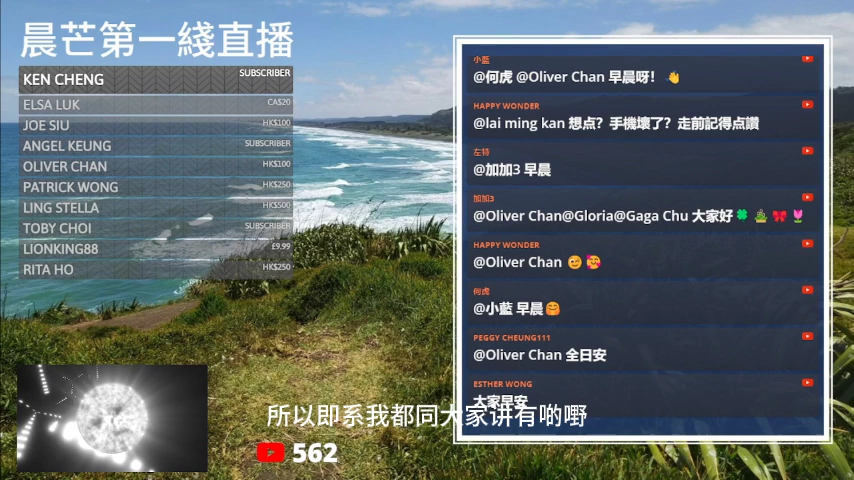 晨芒第一綫直播
KEN CHENG SUBSCRIBER
ELSA LUK CA$20
JOE SIU HK$100
ANGEL KEUNG SUBSCRIBER
OLIVER CHAN HK$100
PATRICK WONG HK$250
LING STELLA HK$500
TOBY CHOI SUBSCRIBER
LIONKING88 £9.99
RITA HO HK$250
小藍
@何虎 @Oliver Chan 早晨呀! 👋
HAPPY WONDER
@lai ming kan 想点? 手機壞了? 走前記得点讚
左特
@加加3 早晨
加加3
@Oliver Chan@Gloria@Gaga Chu 大家好🍀 🎍 🎀 🌷
HAPPY WONDER
@Oliver Chan 😊 🥰
何虎
@小藍 早晨🤗
PEGGY CHEUNG111
@Oliver Chan 全日安
ESTHER WONG
大家早安
所以即系我都同大家讲有啲嘢
562